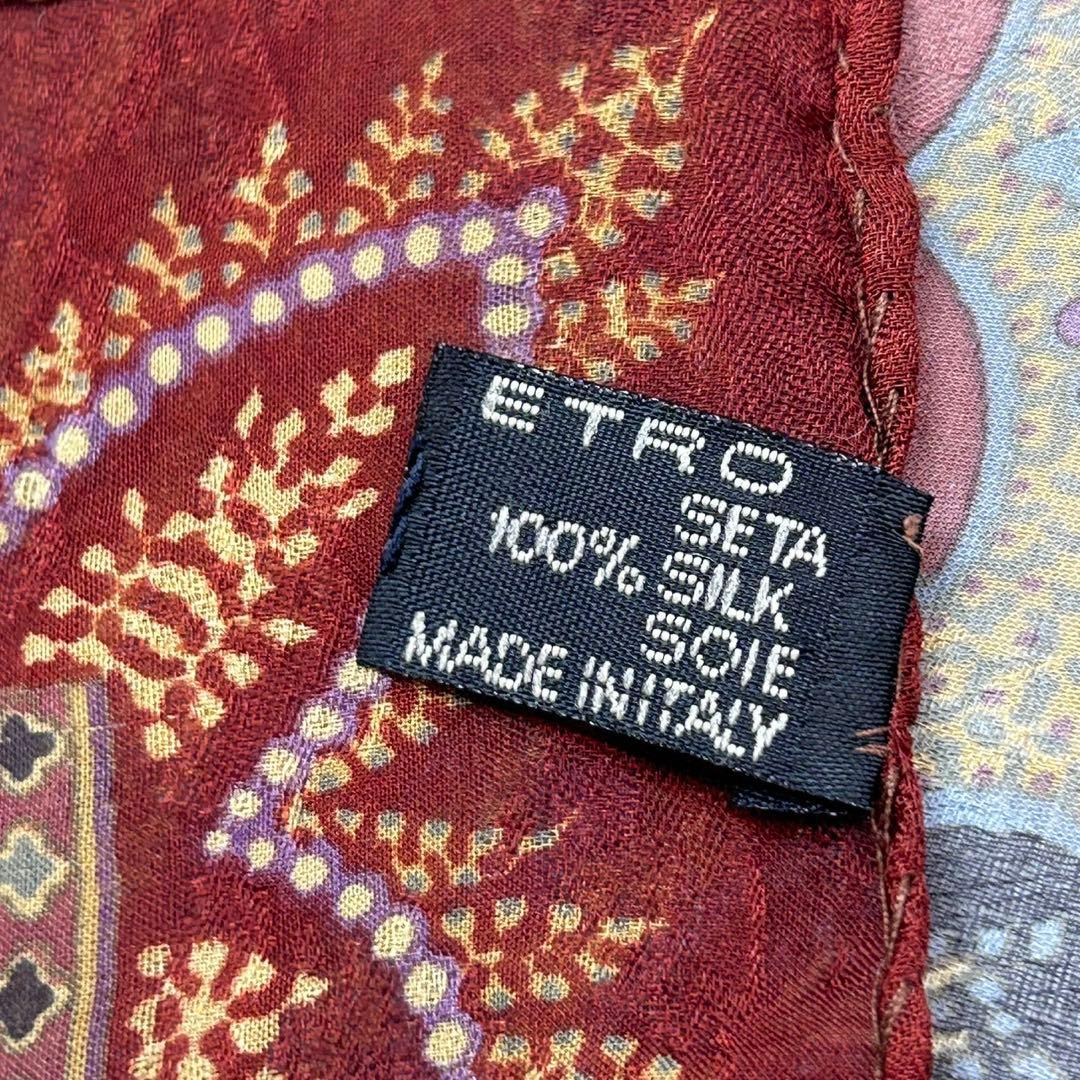 ETRO
SETA
100% SILK
SOIE
MADE IN ITALY